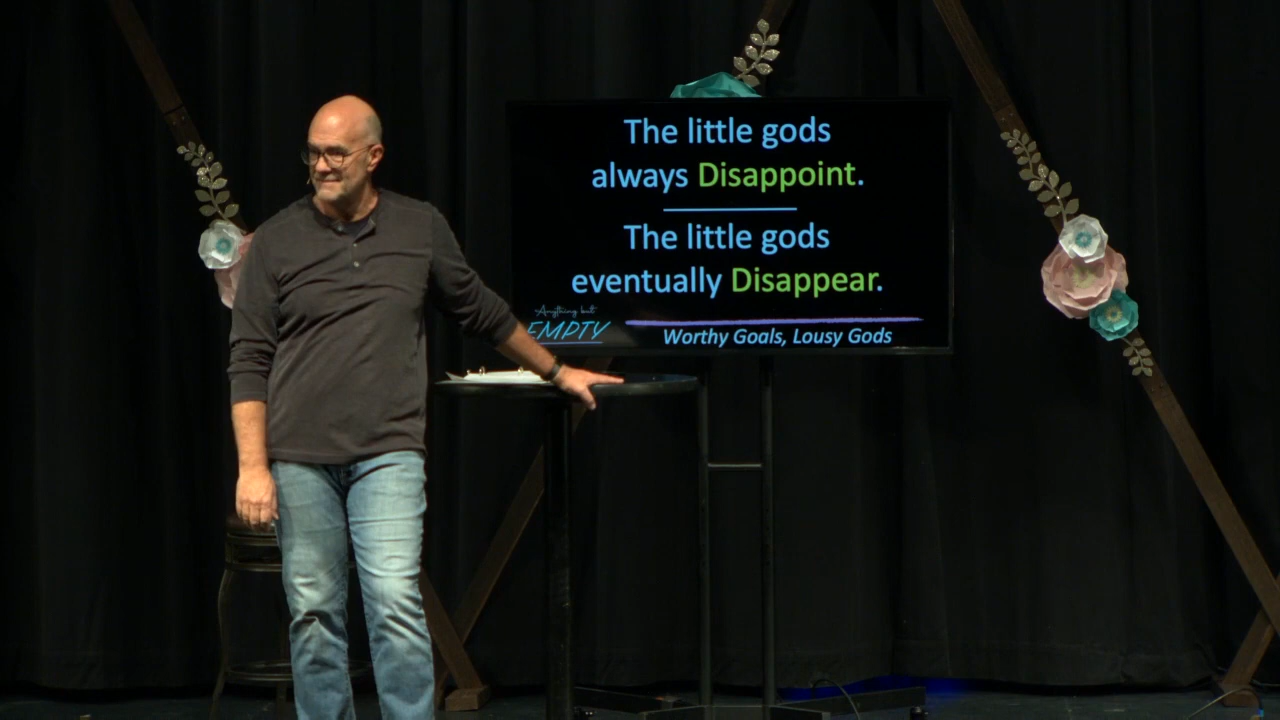 The little gods
always Disappoint.
The little gods
eventually Disappear.
Anything but
EMPTY
Worthy Goals, Lousy Gods